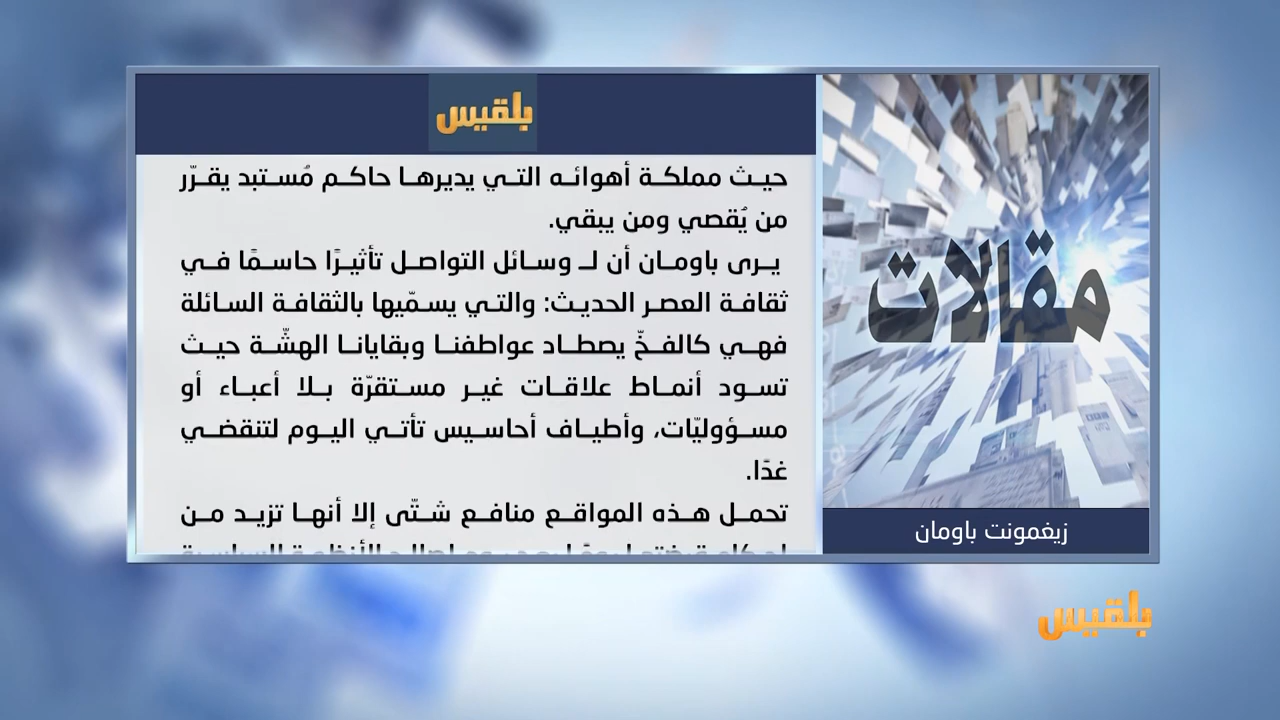 بلقيس
حيث مملكة أهوائه التي يديرها حاكم مُستبد يقرّر
من يُقصي ومن يبقي.
يرى باومان أن لـ وسائل التواصل تأثيرًا حاسمًا في
ثقافة العصر الحديث: والتي يسمّيها بالثقافة السائلة
فهي كالفخّ يصطاد عواطفنا وبقايانا الهشّة حيث
تسود أنماط علاقات غير مستقرّة بلا أعباء أو
مسؤوليّات، وأطياف أحاسيس تأتي اليوم لتنقضي
غدًا.
تحمل هذه المواقع منافع شتّى إلا أنها تزيد من
مقالات
زيغمونت باومان
بلقيس